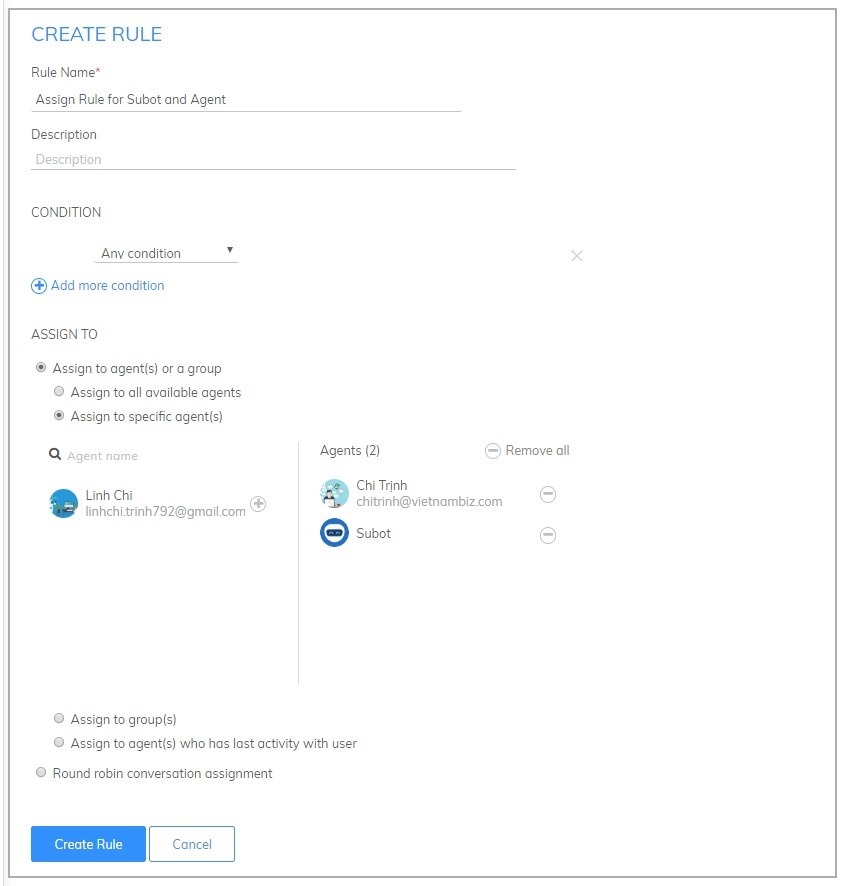 CREATE RULE
Rule Name*
Assign Rule for Subot and Agent
Description
Description
CONDITION
Any condition
Add more condition
ASSIGN TO
Assign to agent(s) or a group
Assign to all available agents
Assign to specific agent(s)
Agent name
Agents (2)
Remove all
Linh Chi
linhchi.trinh792@gmail.com
Chi Trịnh
chitrinh@vietnambiz.com
Subot
Assign to group(s)
Assign to agent(s) who has last activity with user
Round robin conversation assignment
Create Rule
Cancel